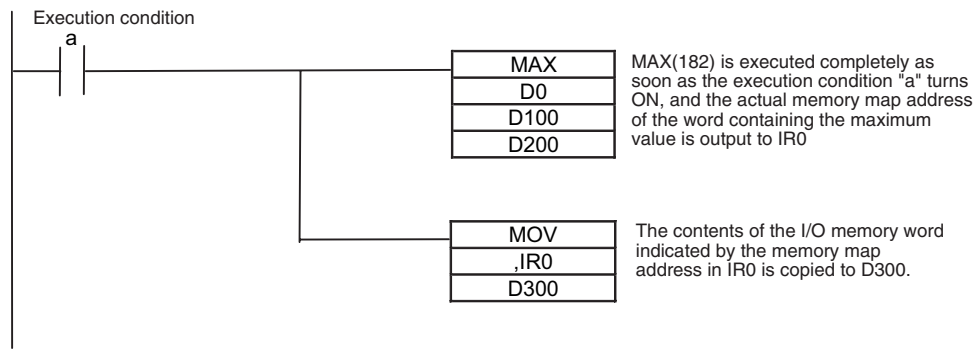 Execution condition
a
MAX
D0
D100
D200
MAX(182) is executed completely as
soon as the execution condition "a" turns
ON, and the actual memory map address
of the word containing the maximum
value is output to IR0
MOV
,IR0
D300
The contents of the I/O memory word
indicated by the memory map
address in IR0 is copied to D300.